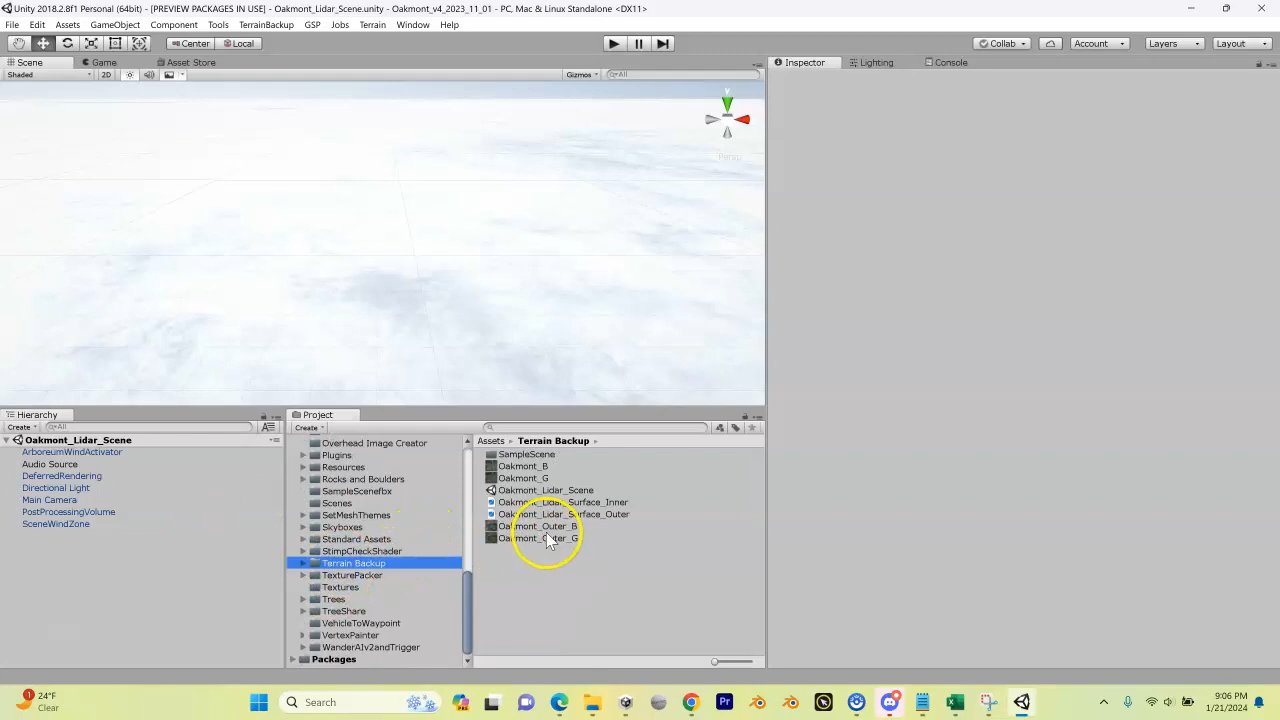 Unity 2018.2.8f1 Personal (64bit) - [PREVIEW PACKAGES IN USE] - Oakmont_Lidar_Scene.unity - Oakmont_v4_2023_11_01 - PC, Mac & Linux Standalone <DX11>
File Edit Assets GameObject Component Tools TerrainBackup GSP Jobs Terrain Window Help
Center Local Collab Account Layers Layout
Scene Game Asset Store Inspector Lighting Console
Shaded 2D Gizmos All
y
Persp
Hierarchy Project
Create All Create
Oakmont_Lidar_Scene
ArboreumWindActivator
Audio Source
DeferredRendering
Directional Light
Main Camera
PostProcessingVolume
SceneWindZone
Overhead Image Creator
Plugins
Resources
Rocks and Boulders
SampleScenefbx
Scenes
SetMeshThemes
Skyboxes
Standard Assets
StimpCheckShader
Terrain Backup
TexturePacker
Textures
Trees
TreeShare
VehicleToWaypoint
VertexPainter
WanderAIv2andTrigger
Packages
Assets Terrain Backup
SampleScene
Oakmont_B
Oakmont_G
Oakmont_Lidar_Scene
Oakmont_Lidar_Surface_Inner
Oakmont_Lidar_Surface_Outer
Oakmont_Outer_B
Oakmont_Outer_G
1
24°F
Clear
Search
Pr
9:06 PM
1/21/2024